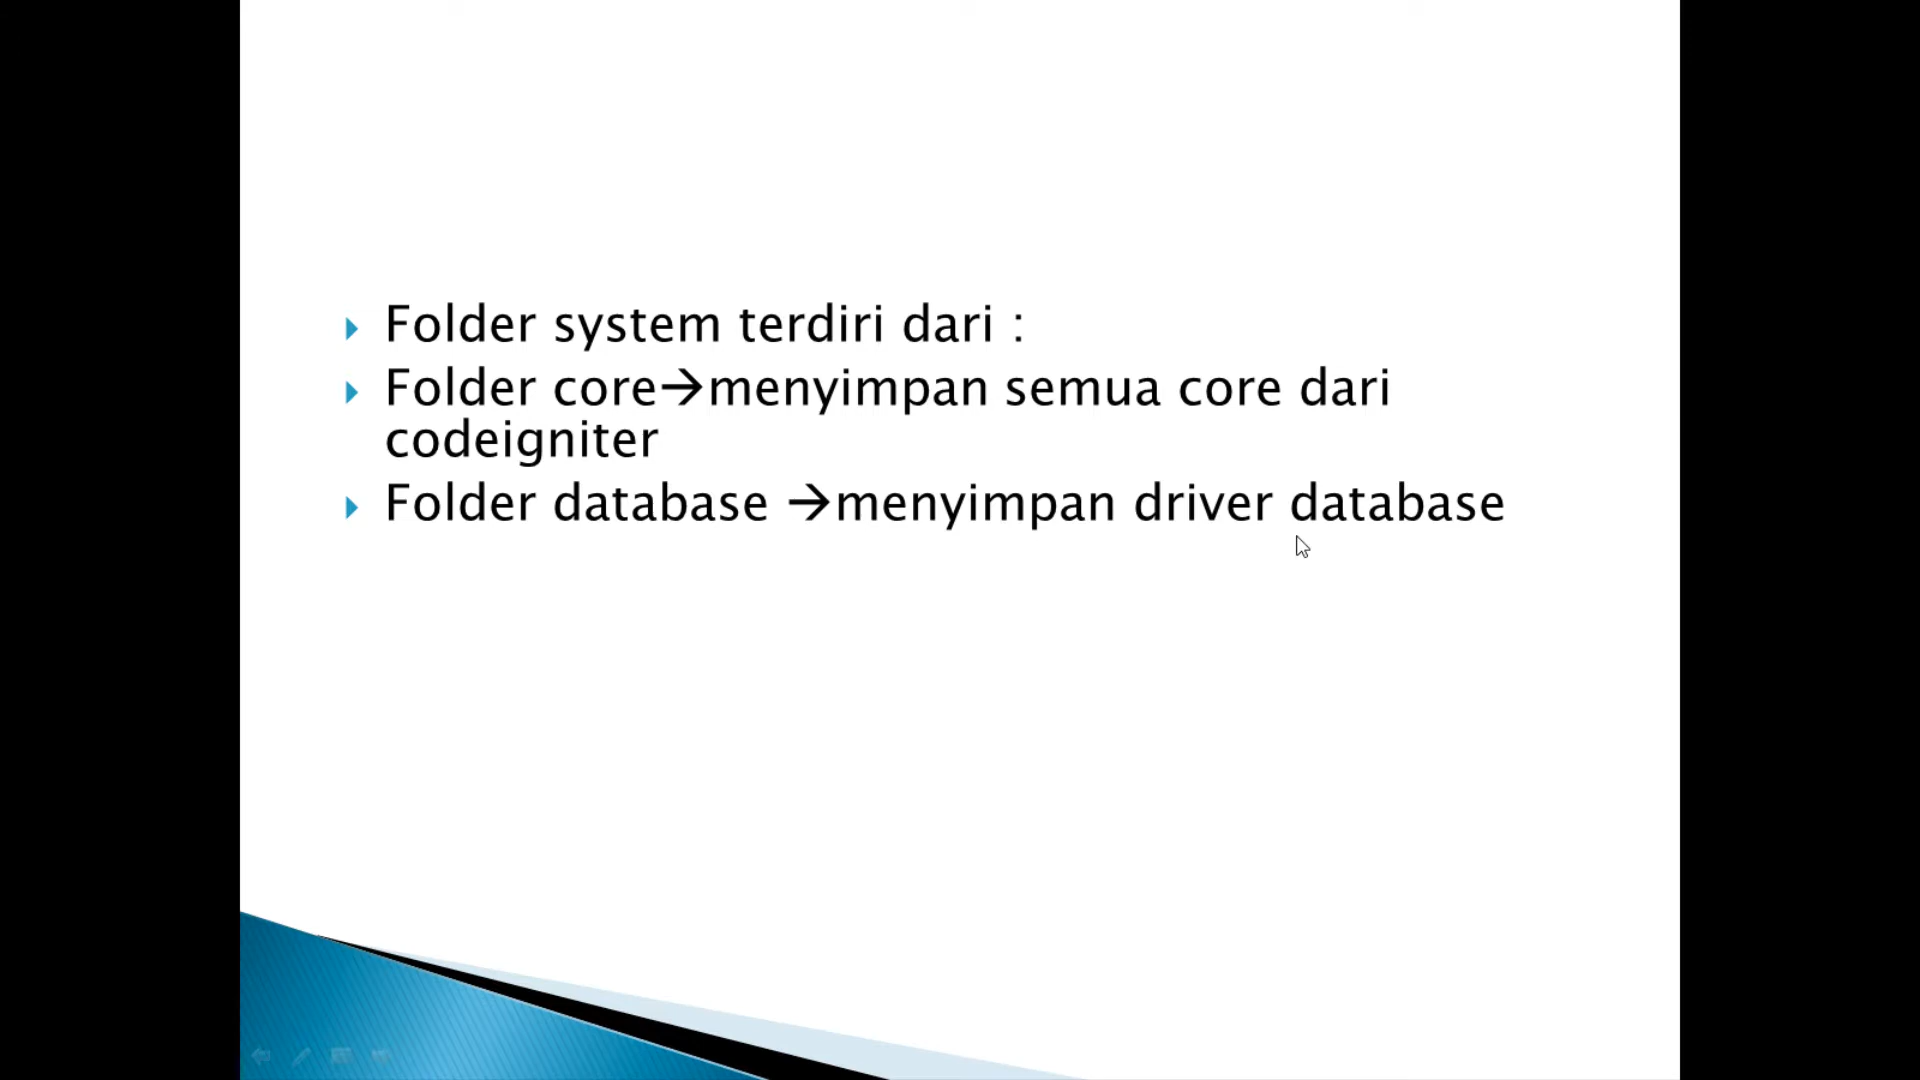 Folder system terdiri dari :
Folder core→menyimpan semua core dari
codeigniter
Folder database →menyimpan driver database